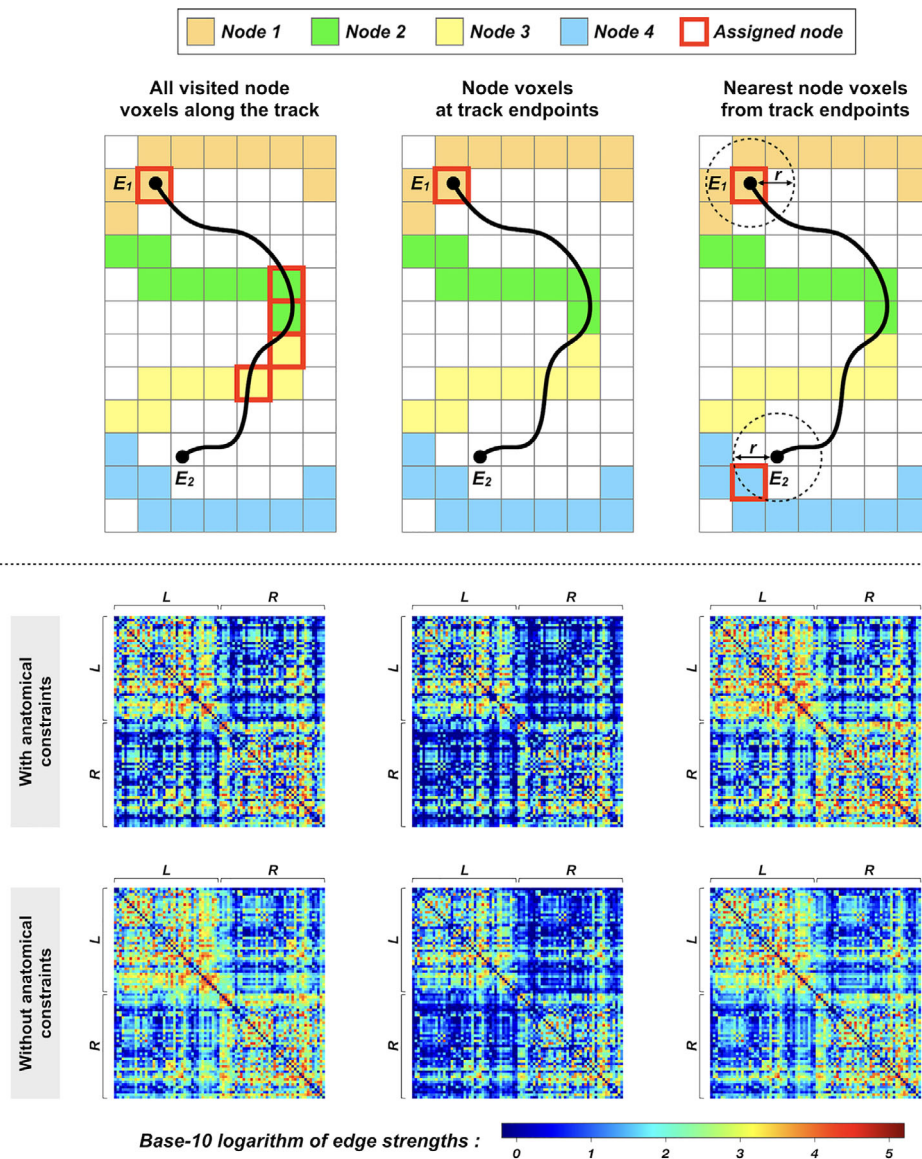 Node 1 Node 2 Node 3 Node 4 Assigned node
All visited node
voxels along the track
Node voxels
at track endpoints
Nearest node voxels
from track endpoints
E1
E2
E1
E2
E1
r
r
E2
L R
L R
L R
With anatomical
constraints
L
R
L
R
L
R
L R
L R
L R
Without anatomical
constraints
L
R
L
R
L
R
Base-10 logarithm of edge strengths :
0 1 2 3 4 5